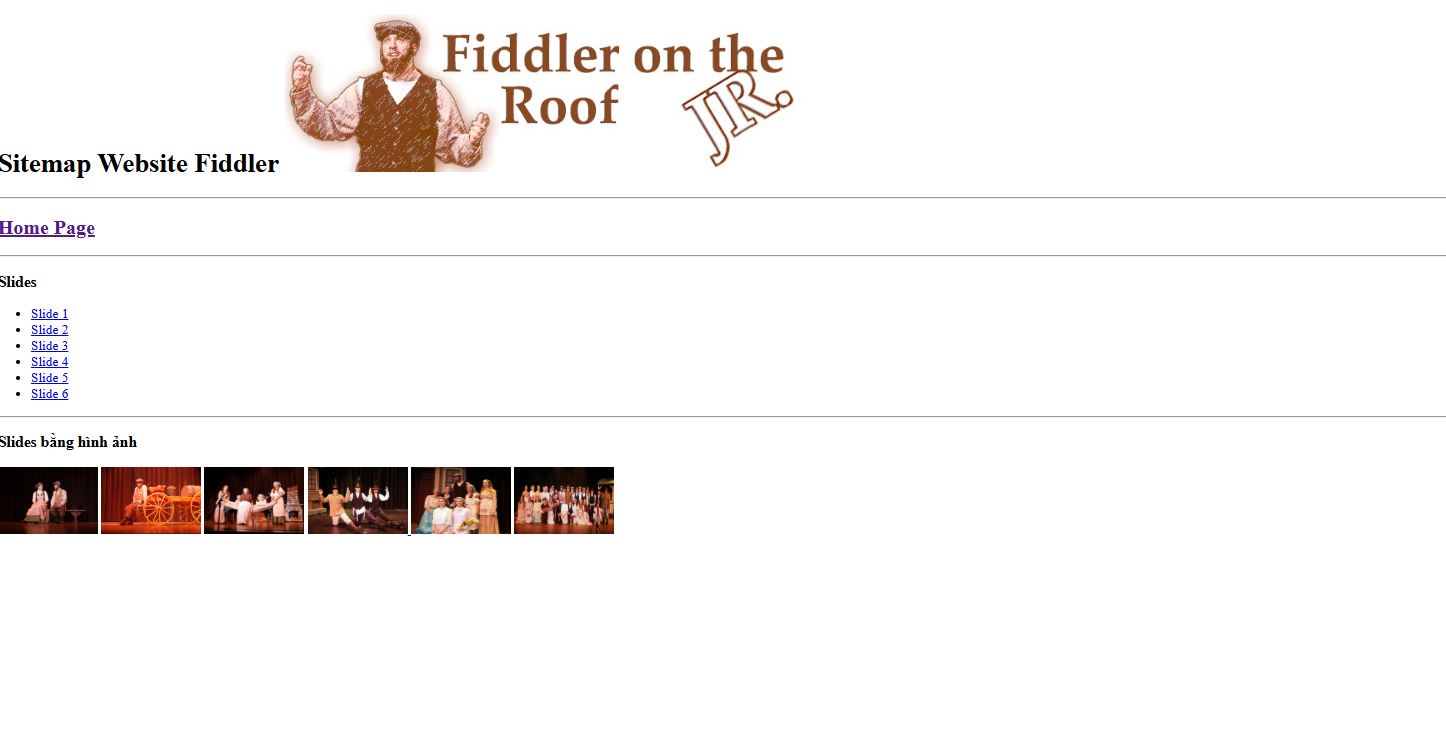 Fiddler on the
Roof JR.
Sitemap Website Fiddler
Home Page
Slides
Slide 1
Slide 2
Slide 3
Slide 4
Slide 5
Slide 6
Slides bằng hình ảnh